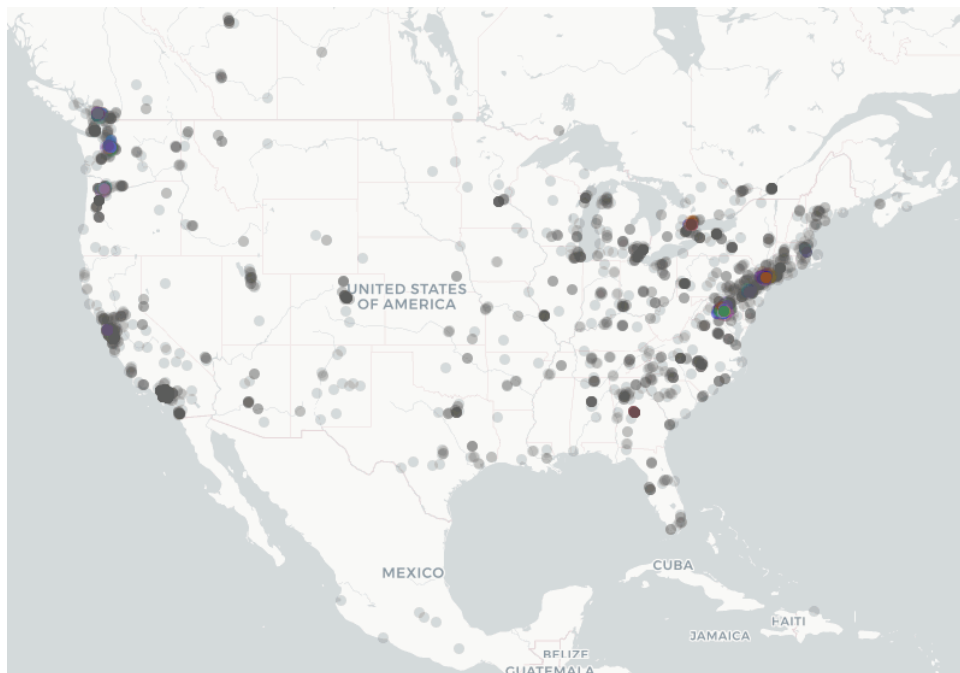 UNITED STATES
OF AMERICA
MEXICO
CUBA
HAITI
JAMAICA
BELIZE
GUATEMALA